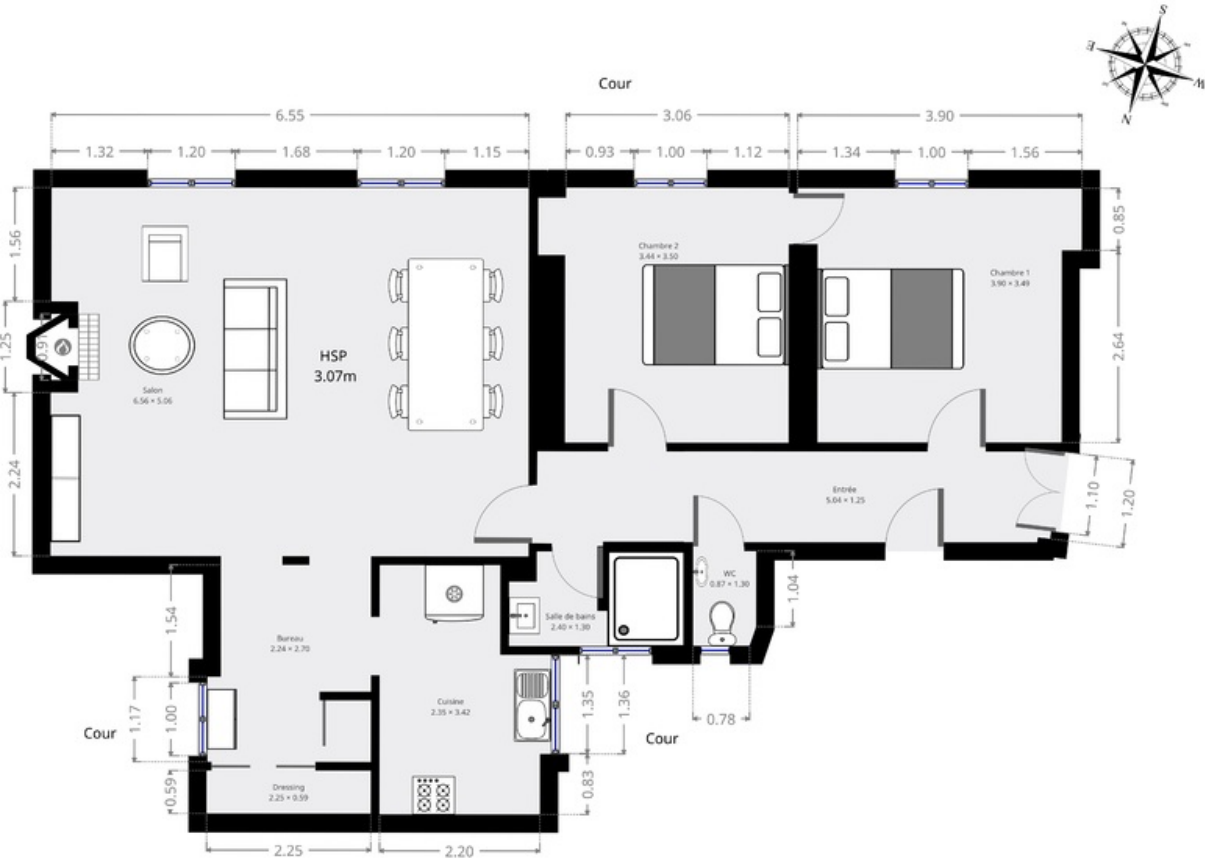 S
E
W
N
Cour
6.55
3.06
3.90
1.32
1.20
1.68
1.20
1.15
0.93
1.00
1.12
1.34
1.00
1.56
1.56
0.85
Chambre 2
3.44 × 3.50
Chambre 1
3.90 × 3.49
1.25
0.91
HSP
3.07m
2.64
Salon
6.56 × 5.06
2.24
Entrée
5.04 × 1.25
1.10
1.20
WC
0.87 × 1.30
1.04
1.54
Salle de bains
2.40 × 1.30
Bureau
2.24 × 2.70
Cuisine
2.35 × 3.42
1.17
1.00
1.35
1.36
0.78
Cour
Cour
0.59
Dressing
2.25 × 0.59
0.83
2.25
2.20